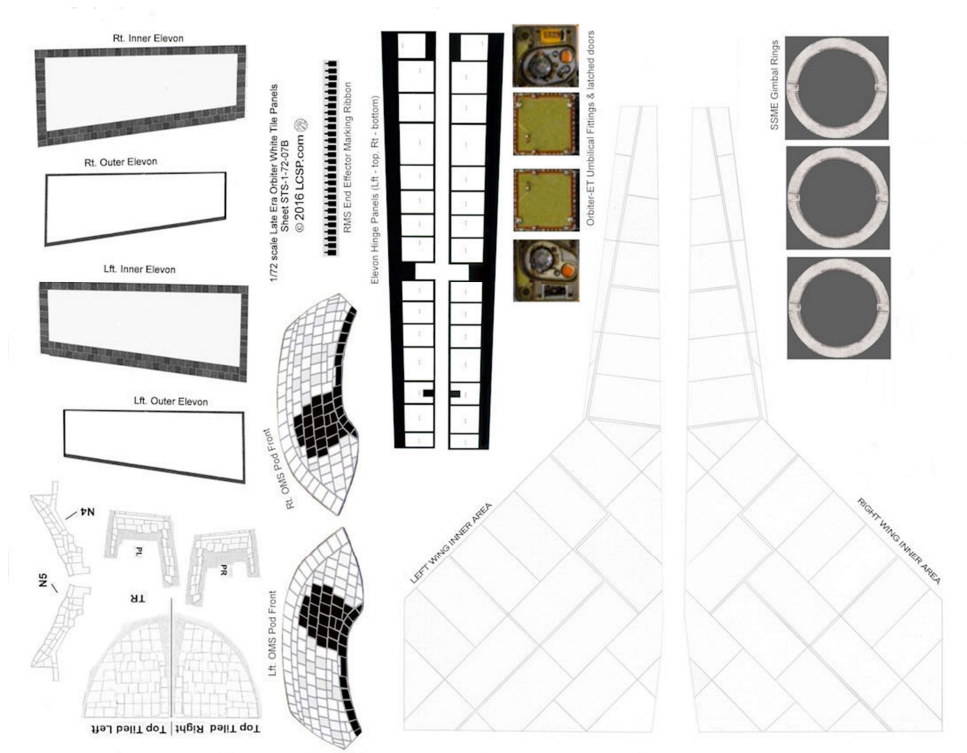 Rt. Inner Elevon
Rt. Outer Elevon
Lft. Inner Elevon
Lft. Outer Elevon
1/72 scale Late Era Orbiter White Tile Panels
Sheet STS-1-72-07B
© 2016 LCSP.com
RMS End Effector Marking Ribbon
Elevon Hinge Panels (Lft - top, Rt - bottom)
Orbiter-ET Umbilical Fittings & latched doors
SSME Gimbal Rings
Rt. OMS Pod Front
Lft. OMS Pod Front
LEFT WING INNER AREA
RIGHT WING INNER AREA
N4
N5
PL
PR
TR
Top Tiled Left
Top Tiled Right